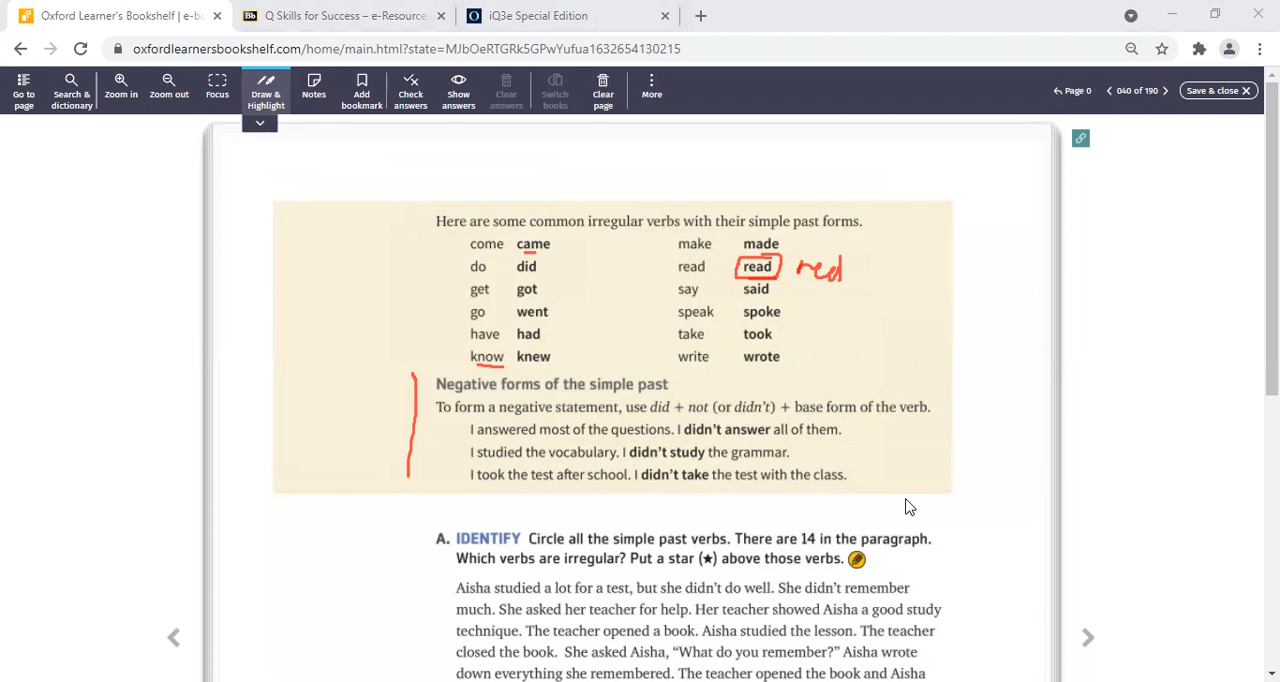 Oxford Learner's Bookshelf | e-bo
Q Skills for Success – e-Resource
iQ3e Special Edition
oxfordlearnersbookshelf.com/home/main.html?state=MJbOeRTGRk5GPwYufua1632654130215
Go to page
Search & dictionary
Zoom in
Zoom out
Focus
Draw & Highlight
Notes
Add bookmark
Check answers
Show answers
Clear answers
Switch books
Clear page
More
Page 0
040 of 190
Save & close
Here are some common irregular verbs with their simple past forms.
come came make made
do did read read red
get got say said
go went speak spoke
have had take took
know knew write wrote
Negative forms of the simple past
To form a negative statement, use did + not (or didn't) + base form of the verb.
I answered most of the questions. I didn't answer all of them.
I studied the vocabulary. I didn't study the grammar.
I took the test after school. I didn't take the test with the class.
A. IDENTIFY Circle all the simple past verbs. There are 14 in the paragraph.
Which verbs are irregular? Put a star (★) above those verbs.
Aisha studied a lot for a test, but she didn't do well. She didn't remember
much. She asked her teacher for help. Her teacher showed Aisha a good study
technique. The teacher opened a book. Aisha studied the lesson. The teacher
closed the book. She asked Aisha, “What do you remember?” Aisha wrote
down everything she remembered. The teacher opened the book and Aisha